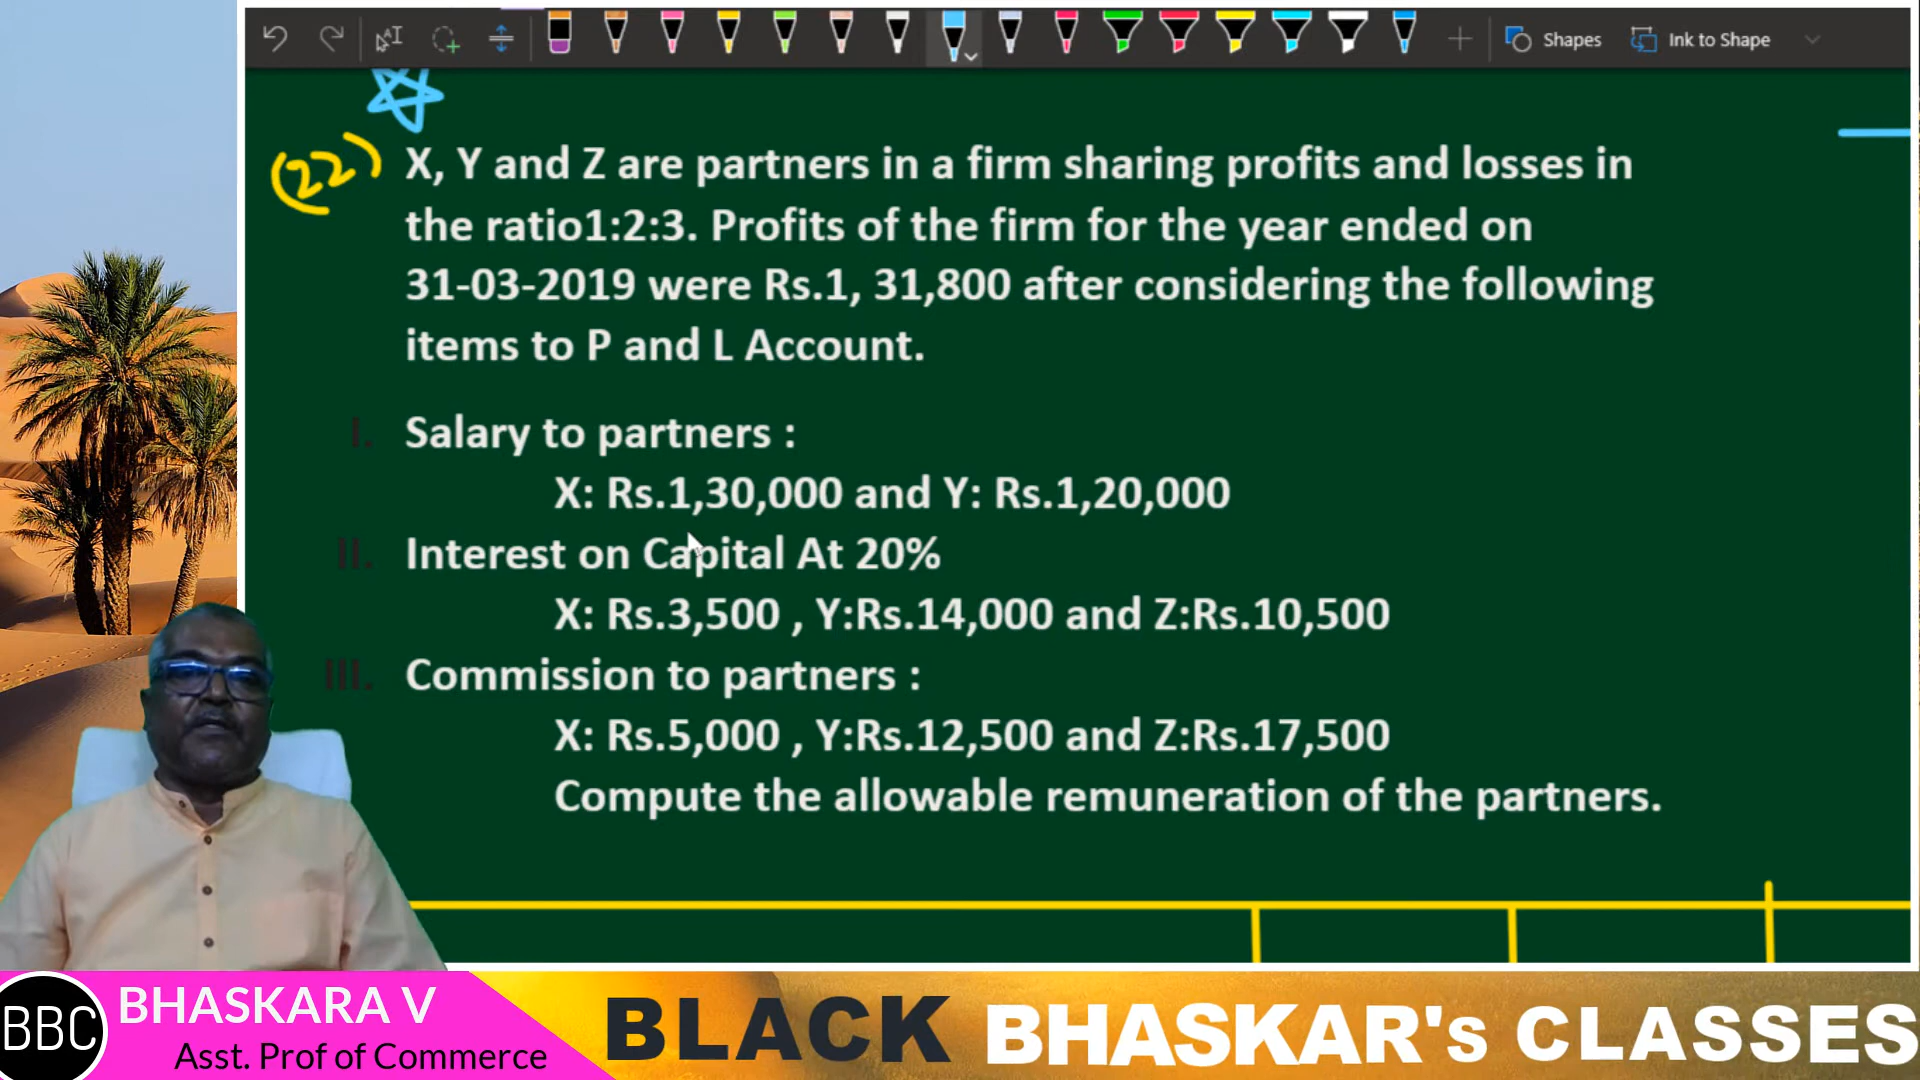 Shapes
Ink to Shape
(22) X, Y and Z are partners in a firm sharing profits and losses in
the ratio1:2:3. Profits of the firm for the year ended on
31-03-2019 were Rs.1, 31,800 after considering the following
items to P and L Account.
I. Salary to partners :
X: Rs.1,30,000 and Y: Rs.1,20,000
II. Interest on Capital At 20%
X: Rs.3,500 , Y:Rs.14,000 and Z:Rs.10,500
III. Commission to partners :
X: Rs.5,000 , Y:Rs.12,500 and Z:Rs.17,500
Compute the allowable remuneration of the partners.
BBC
BHASKARA V
Asst. Prof of Commerce
BLACK BHASKAR's CLASSES